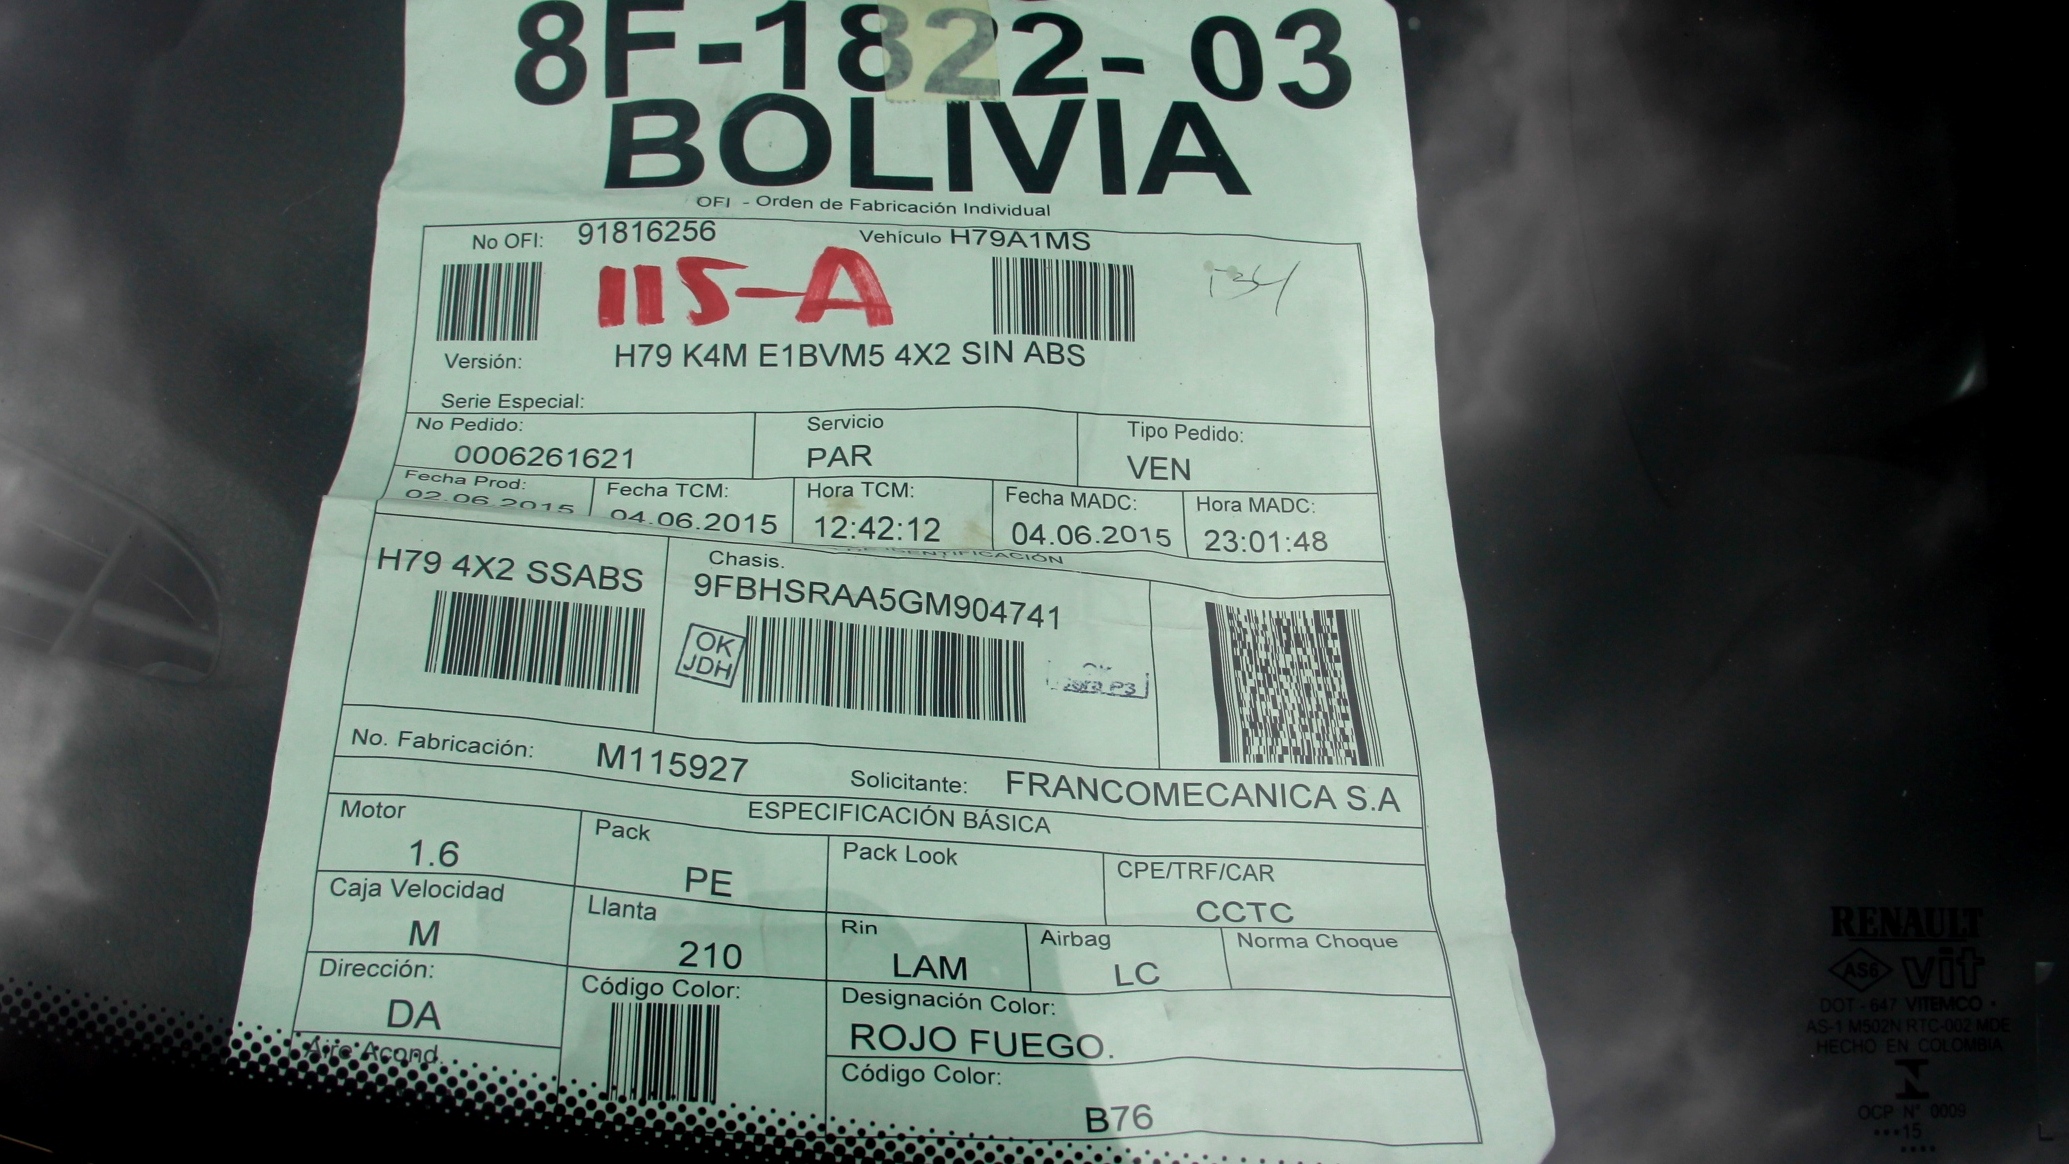 8F-1822-03
BOLIVIA
OFI - Orden de Fabricación Individual
No OFI: 91816256 Vehículo H79A1MS
115-A
Versión: H79 K4M E1BVM5 4X2 SIN ABS
Serie Especial:
No Pedido: Servicio Tipo Pedido:
0006261621 PAR VEN
Fecha Prod: Fecha TCM: Hora TCM: Fecha MADC: Hora MADC:
02.06.2015 04.06.2015 12:42:12 04.06.2015 23:01:48
IDENTIFICACIÓN
H79 4X2 SSABS Chasis.
9FBHSRAA5GM904741
OK
JDH
No. Fabricación: M115927 Solicitante: FRANCOMECANICA S.A
ESPECIFICACIÓN BÁSICA
Motor Pack Pack Look CPE/TRF/CAR
1.6 PE CCTC
Caja Velocidad Llanta Rin Airbag Norma Choque
M 210 LAM LC
Dirección: Código Color: Designación Color:
DA ROJO FUEGO.
Aire Acond. Código Color:
B76
RENAULT
AS6 vit
DOT - 647 VITEMCO •
AS-1 M502N RTC-002 MDE
HECHO EN COLOMBIA
OCP N° 0009
•••15
••••